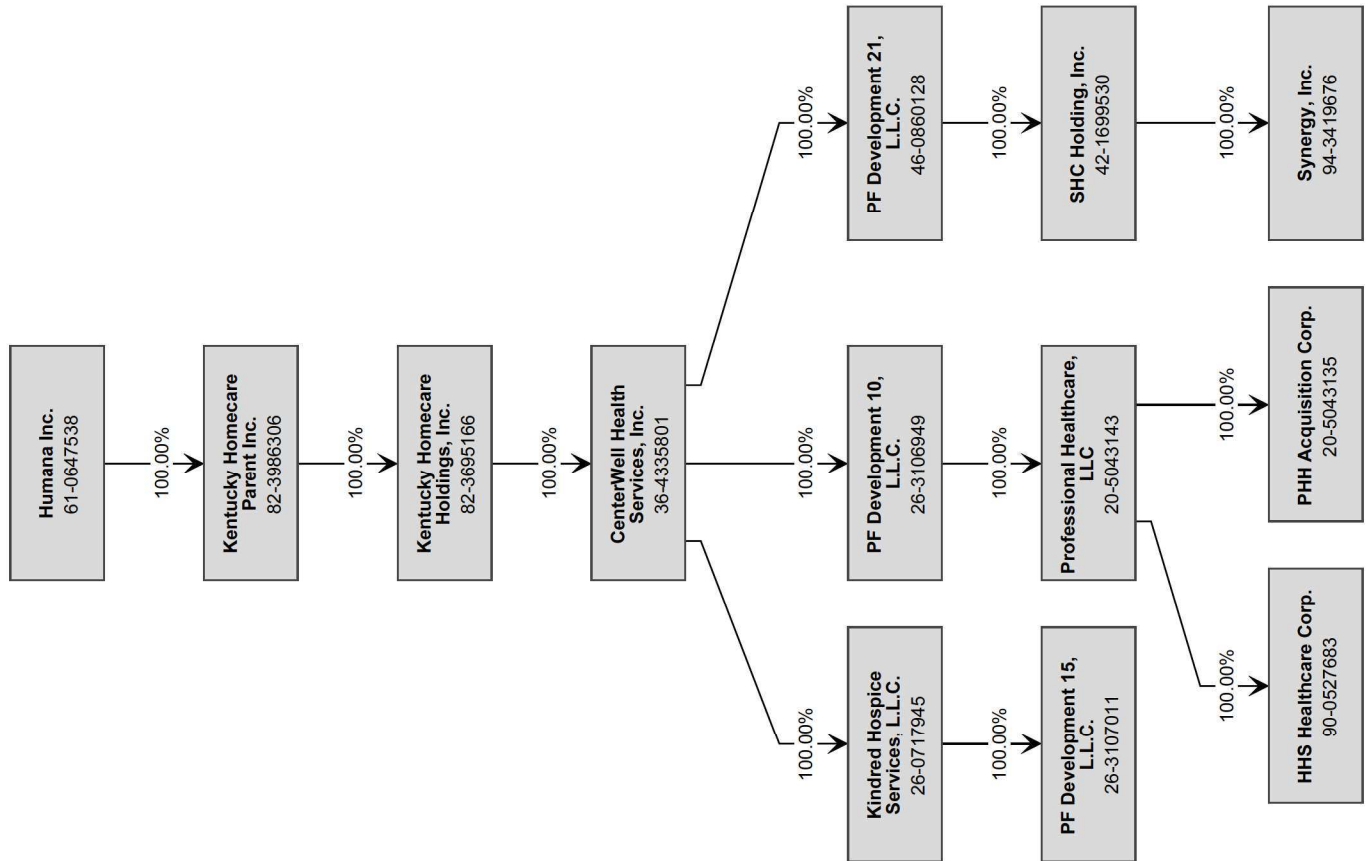 Humana Inc.
61-0647538
100.00%
Kentucky Homecare
Parent Inc.
82-3986306
100.00%
Kentucky Homecare
Holdings, Inc.
82-3695166
100.00%
CenterWell Health
Services, Inc.
36-4335801
100.00%
100.00%
100.00%
Kindred Hospice
Services, L.L.C.
26-0717945
PF Development 10,
L.L.C.
26-3106949
PF Development 21,
L.L.C.
46-0860128
100.00%
100.00%
100.00%
PF Development 15,
L.L.C.
26-3107011
Professional Healthcare,
LLC
20-5043143
SHC Holding, Inc.
42-1699530
100.00%
100.00%
100.00%
HHS Healthcare Corp.
90-0527683
PHH Acquisition Corp.
20-5043135
Synergy, Inc.
94-3419676